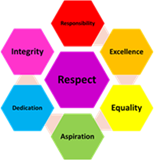 Responsibility
Integrity
Excellence
Respect
Dedication
Equality
Aspiration